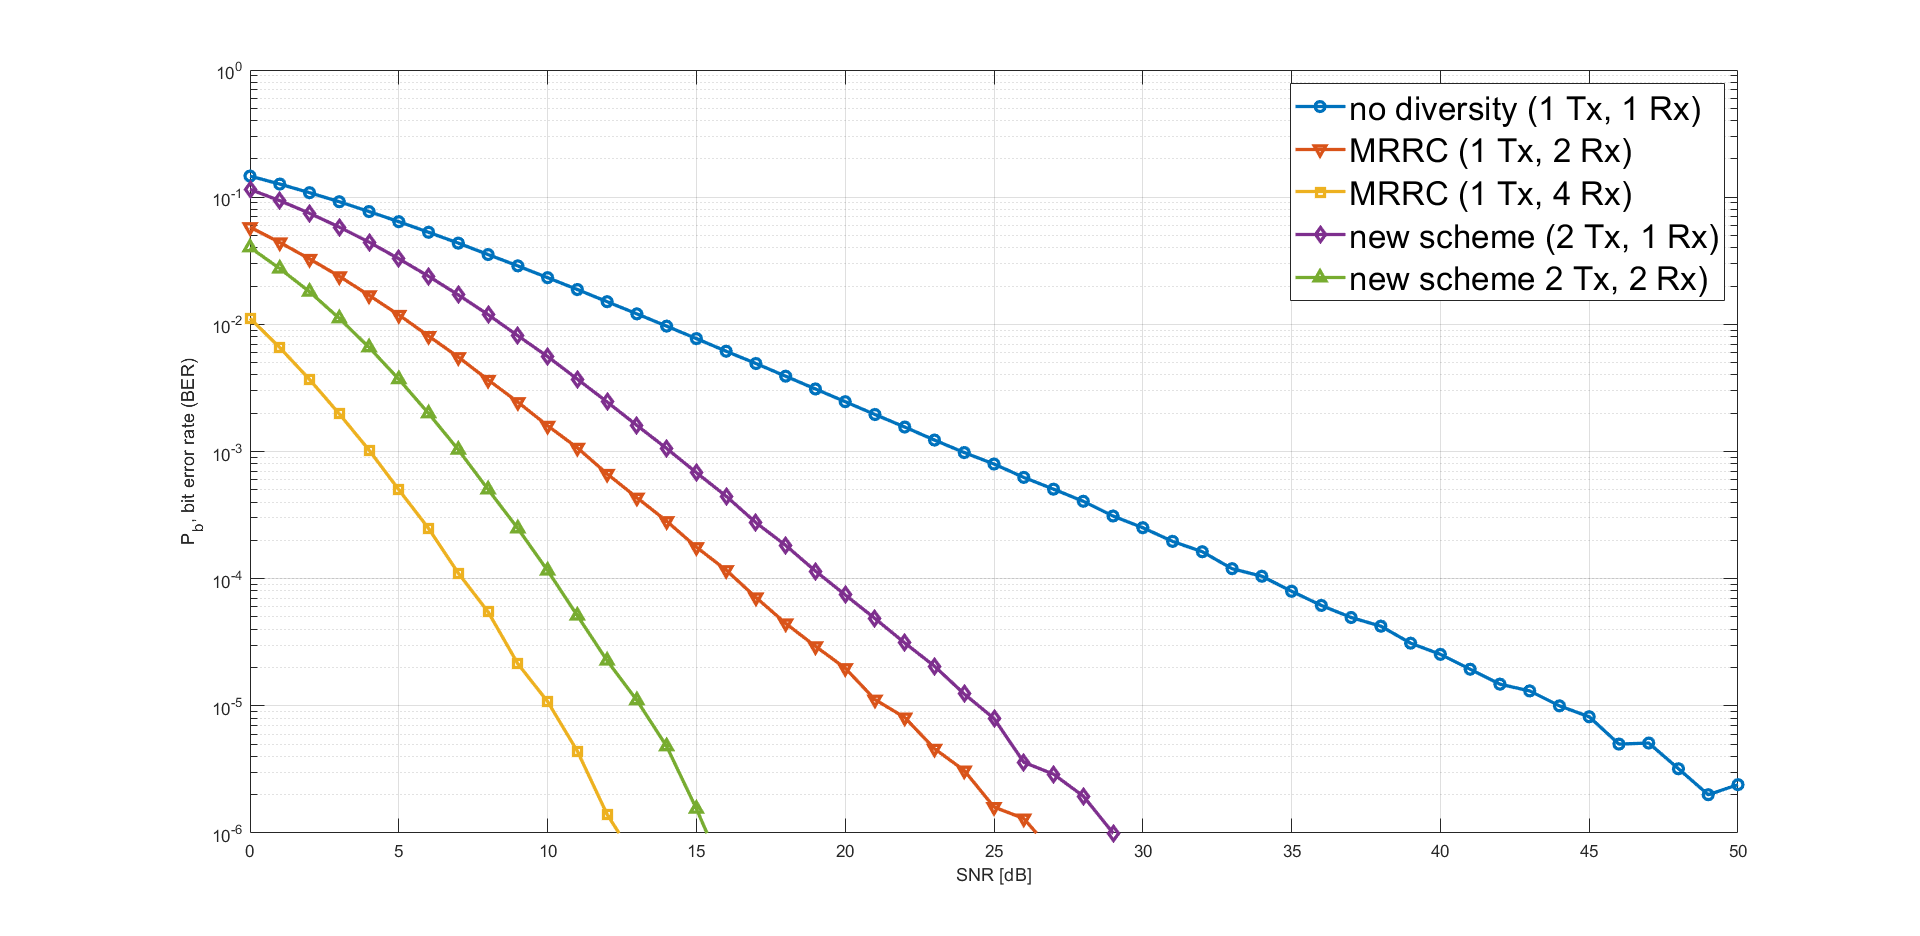 10^0
10^-1
10^-2
10^-3
10^-4
10^-5
10^-6
P_b, bit error rate (BER)
no diversity (1 Tx, 1 Rx)
MRRC (1 Tx, 2 Rx)
MRRC (1 Tx, 4 Rx)
new scheme (2 Tx, 1 Rx)
new scheme 2 Tx, 2 Rx)
0 5 10 15 20 25 30 35 40 45 50
SNR [dB]